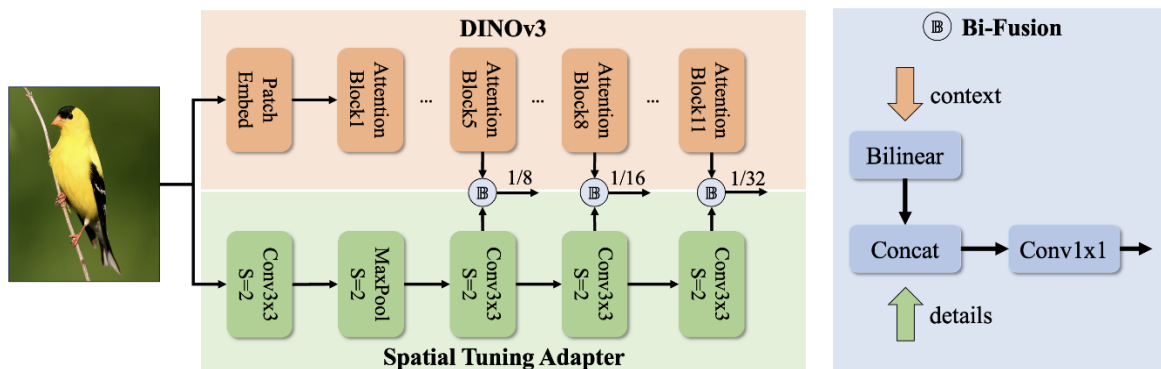 DINOv3
Patch
Embed
Attention
Block1
...
Attention
Block5
...
Attention
Block8
...
Attention
Block11
𝔹
1/8
𝔹
1/16
𝔹
1/32
Conv3x3
S=2
MaxPool
S=2
Conv3x3
S=2
Conv3x3
S=2
Conv3x3
S=2
Spatial Tuning Adapter
𝔹 Bi-Fusion
context
Bilinear
Concat
Conv1x1
details